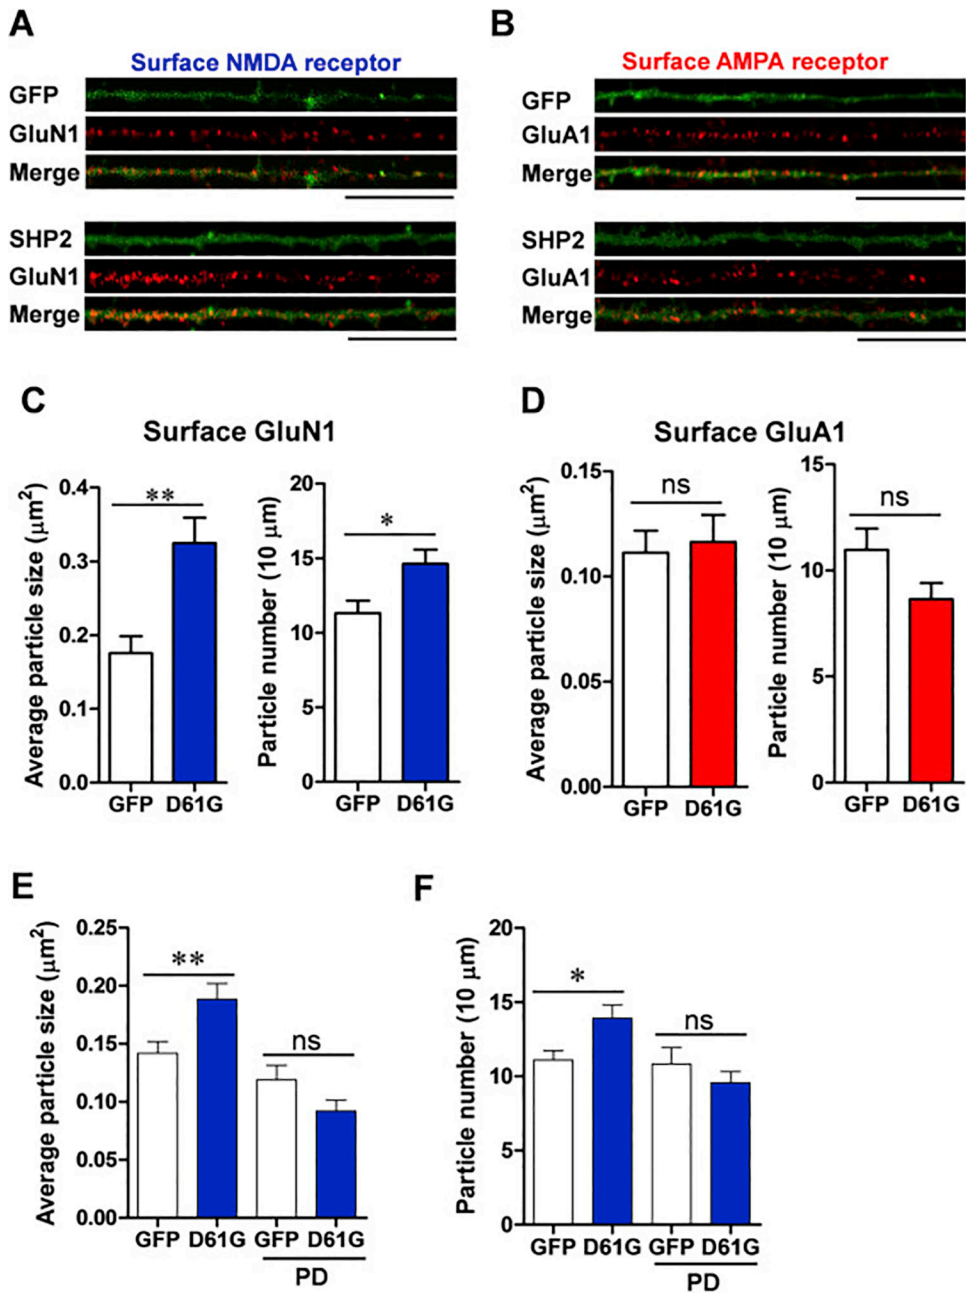 A
Surface NMDA receptor
GFP
GluN1
Merge
SHP2
GluN1
Merge
B
Surface AMPA receptor
GFP
GluA1
Merge
SHP2
GluA1
Merge
C
Surface GluN1
Average particle size (μm²)
0.4
0.3
0.2
0.1
0.0
**
GFP D61G
Particle number (10 μm)
20
15
10
5
0
*
GFP D61G
D
Surface GluA1
Average particle size (μm²)
0.15
0.10
0.05
0.00
ns
GFP D61G
Particle number (10 μm)
15
10
5
0
ns
GFP D61G
E
Average particle size (μm²)
0.25
0.20
0.15
0.10
0.05
0.00
**
ns
GFP D61G GFP D61G
PD
F
Particle number (10 μm)
20
15
10
5
0
*
ns
GFP D61G GFP D61G
PD